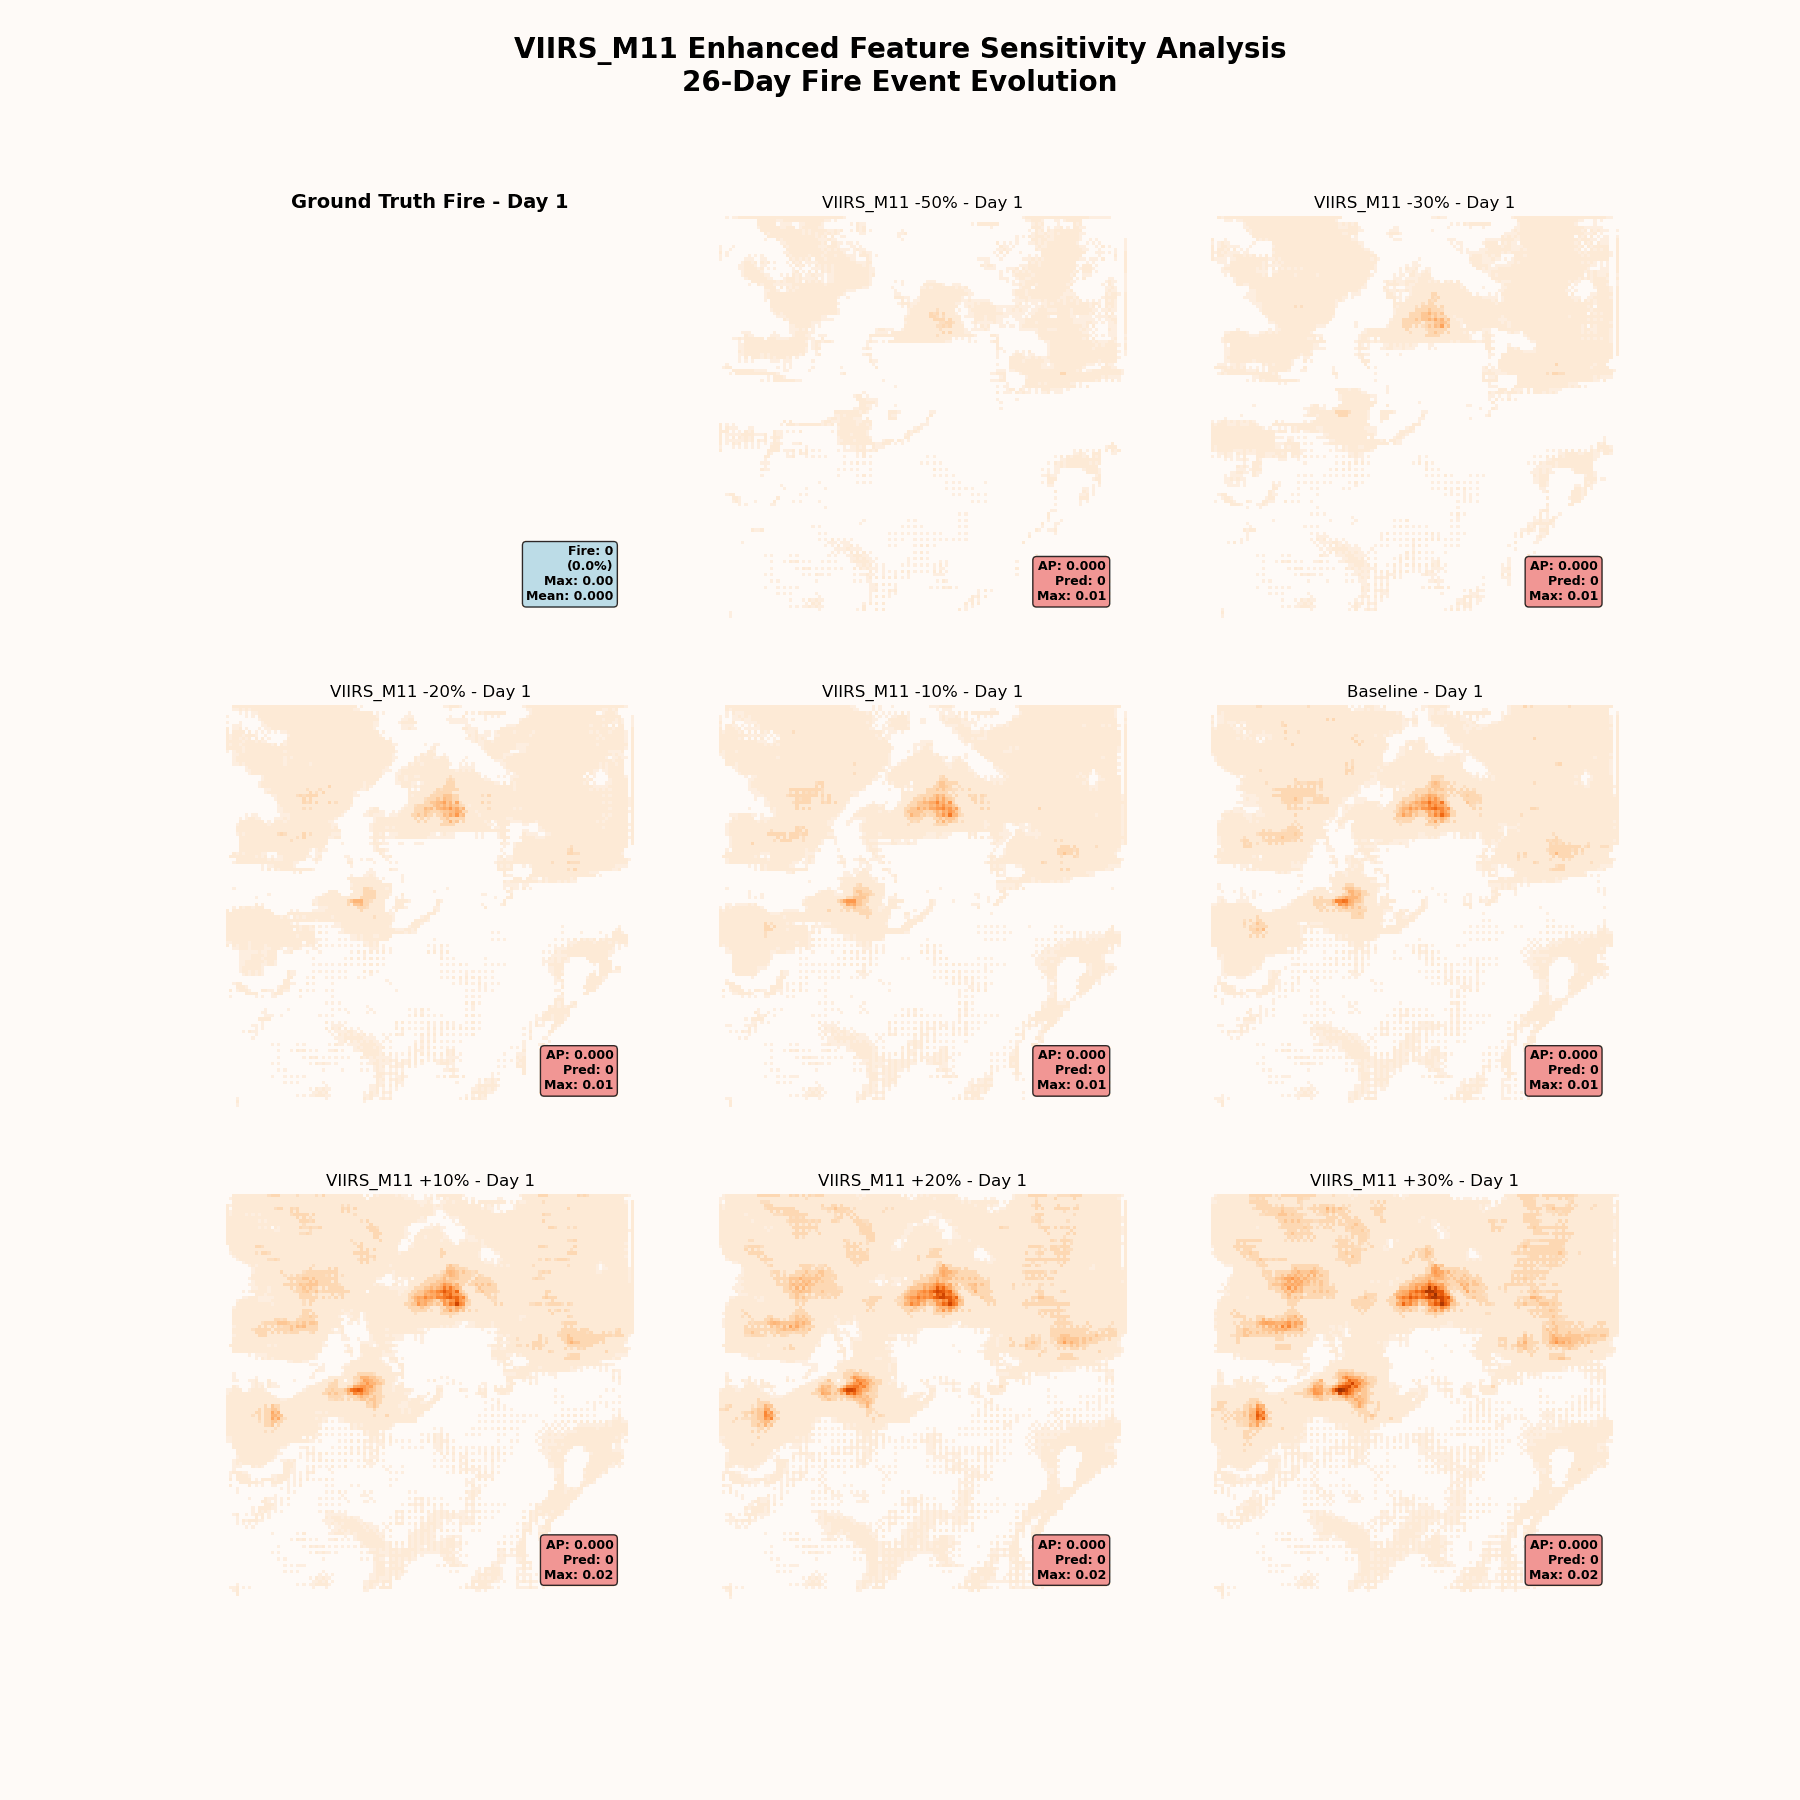 VIIRS_M11 Enhanced Feature Sensitivity Analysis
26-Day Fire Event Evolution
Ground Truth Fire - Day 1
Fire: 0
(0.0%)
Max: 0.00
Mean: 0.000
VIIRS_M11 -50% - Day 1
AP: 0.000
Pred: 0
Max: 0.01
VIIRS_M11 -30% - Day 1
AP: 0.000
Pred: 0
Max: 0.01
VIIRS_M11 -20% - Day 1
AP: 0.000
Pred: 0
Max: 0.01
VIIRS_M11 -10% - Day 1
AP: 0.000
Pred: 0
Max: 0.01
Baseline - Day 1
AP: 0.000
Pred: 0
Max: 0.01
VIIRS_M11 +10% - Day 1
AP: 0.000
Pred: 0
Max: 0.02
VIIRS_M11 +20% - Day 1
AP: 0.000
Pred: 0
Max: 0.02
VIIRS_M11 +30% - Day 1
AP: 0.000
Pred: 0
Max: 0.02